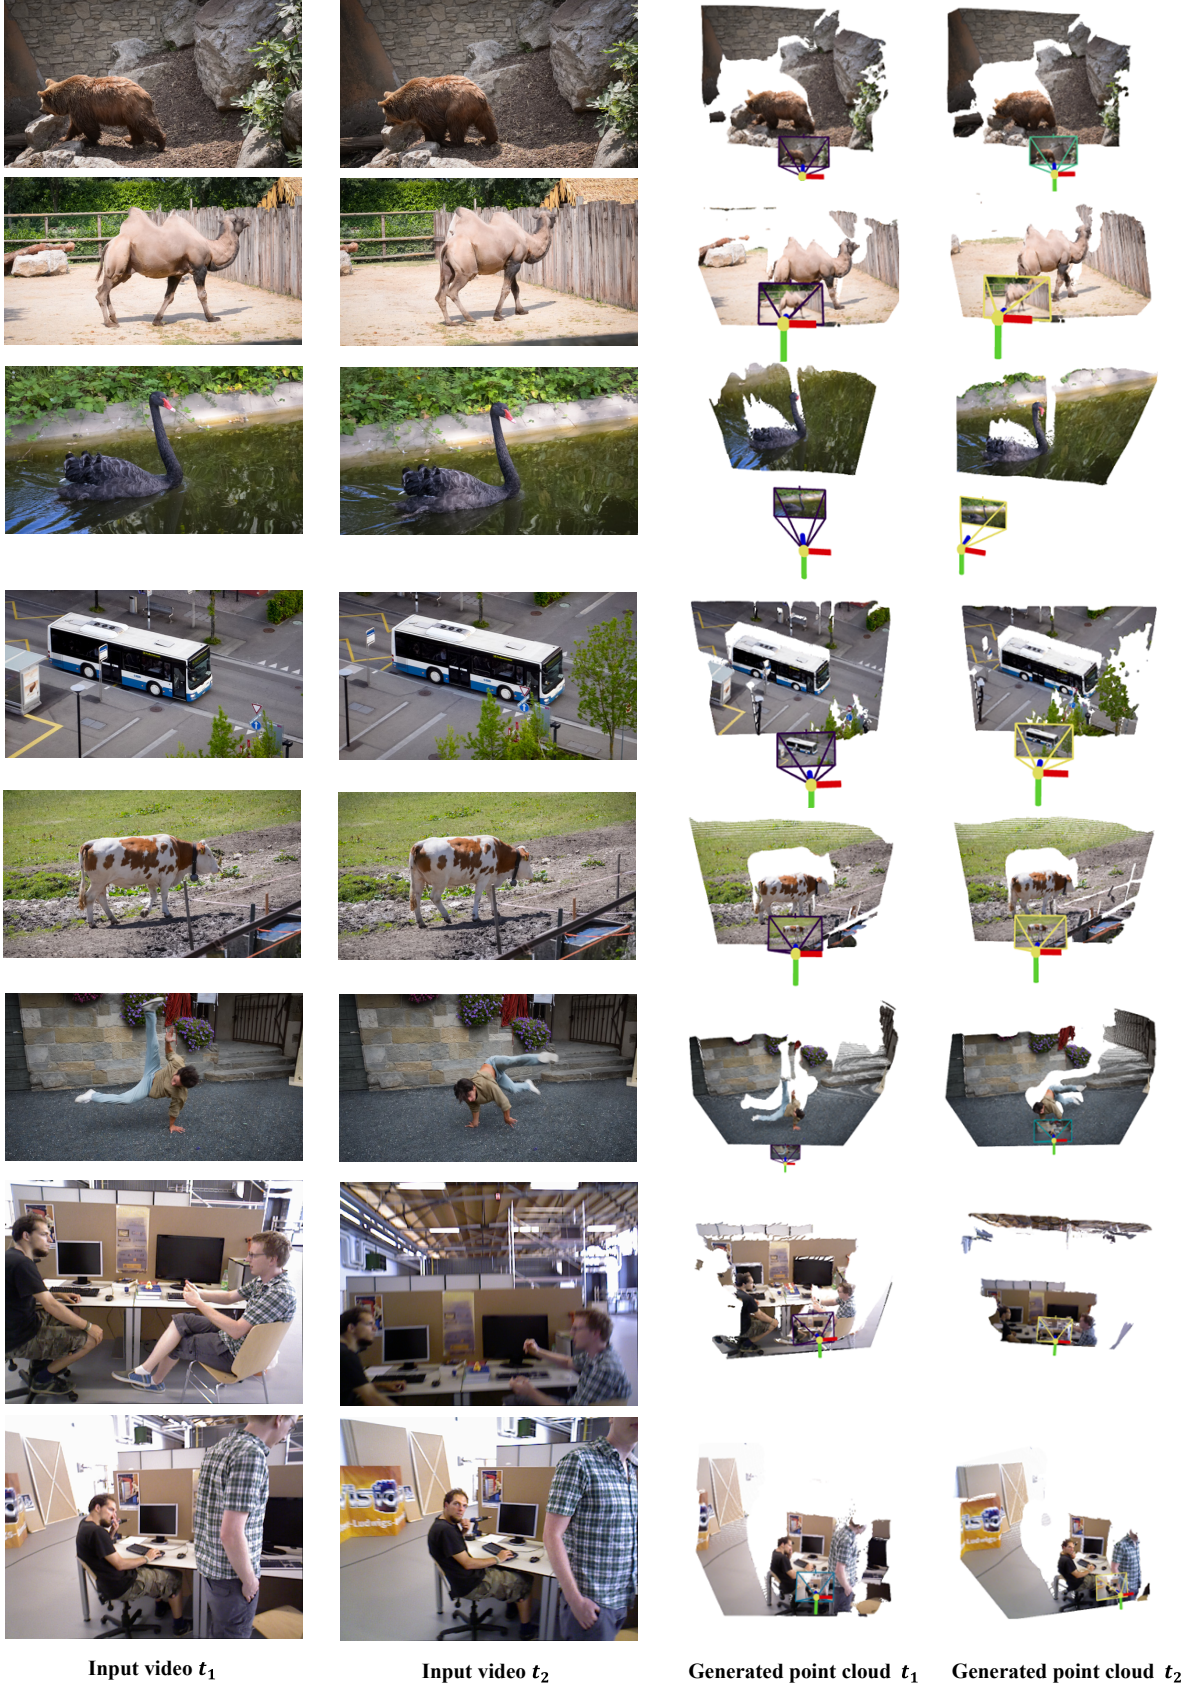 Input video t₁
Input video t₂
Generated point cloud t₁
Generated point cloud t₂